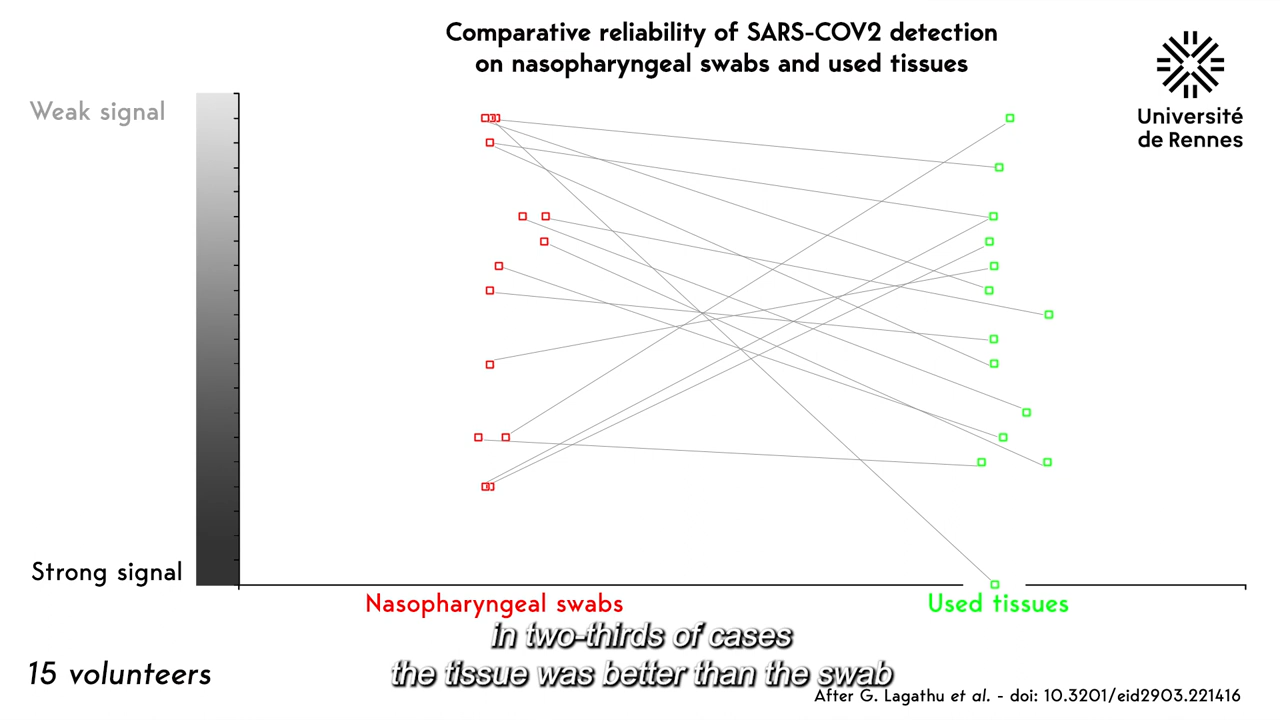 Comparative reliability of SARS-COV2 detection
on nasopharyngeal swabs and used tissues
Université
de Rennes
Weak signal
Strong signal
Nasopharyngeal swabs
Used tissues
in two-thirds of cases
the tissue was better than the swab
15 volunteers
After G. Lagathu et al. - doi: 10.3201/eid2903.221416